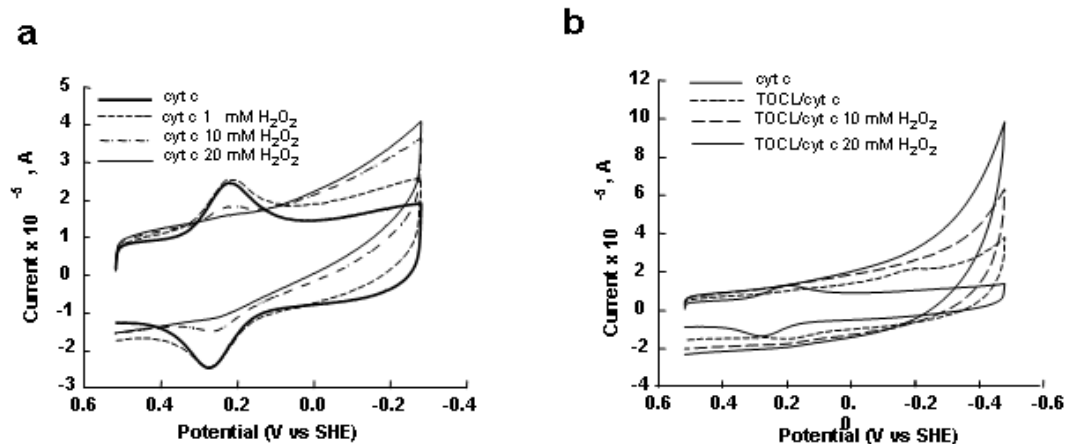 a
5
4
3
2
1
0
-1
-2
-3
Current x 10 -5 , A
cyt c
cyt c 1 mM H2O2
cyt c 10 mM H2O2
cyt c 20 mM H2O2
0.6 0.4 0.2 0.0 -0.2 -0.4
Potential (V vs SHE)
b
12
10
8
6
4
2
0
-2
-4
Current x 10 -5 , A
cyt c
TOCL/cyt c
TOCL/cyt c 10 mM H2O2
TOCL/cyt c 20 mM H2O2
0.6 0.4 0.2 0. -0.2 -0.4 -0.6
0
Potential (V vs SHE)